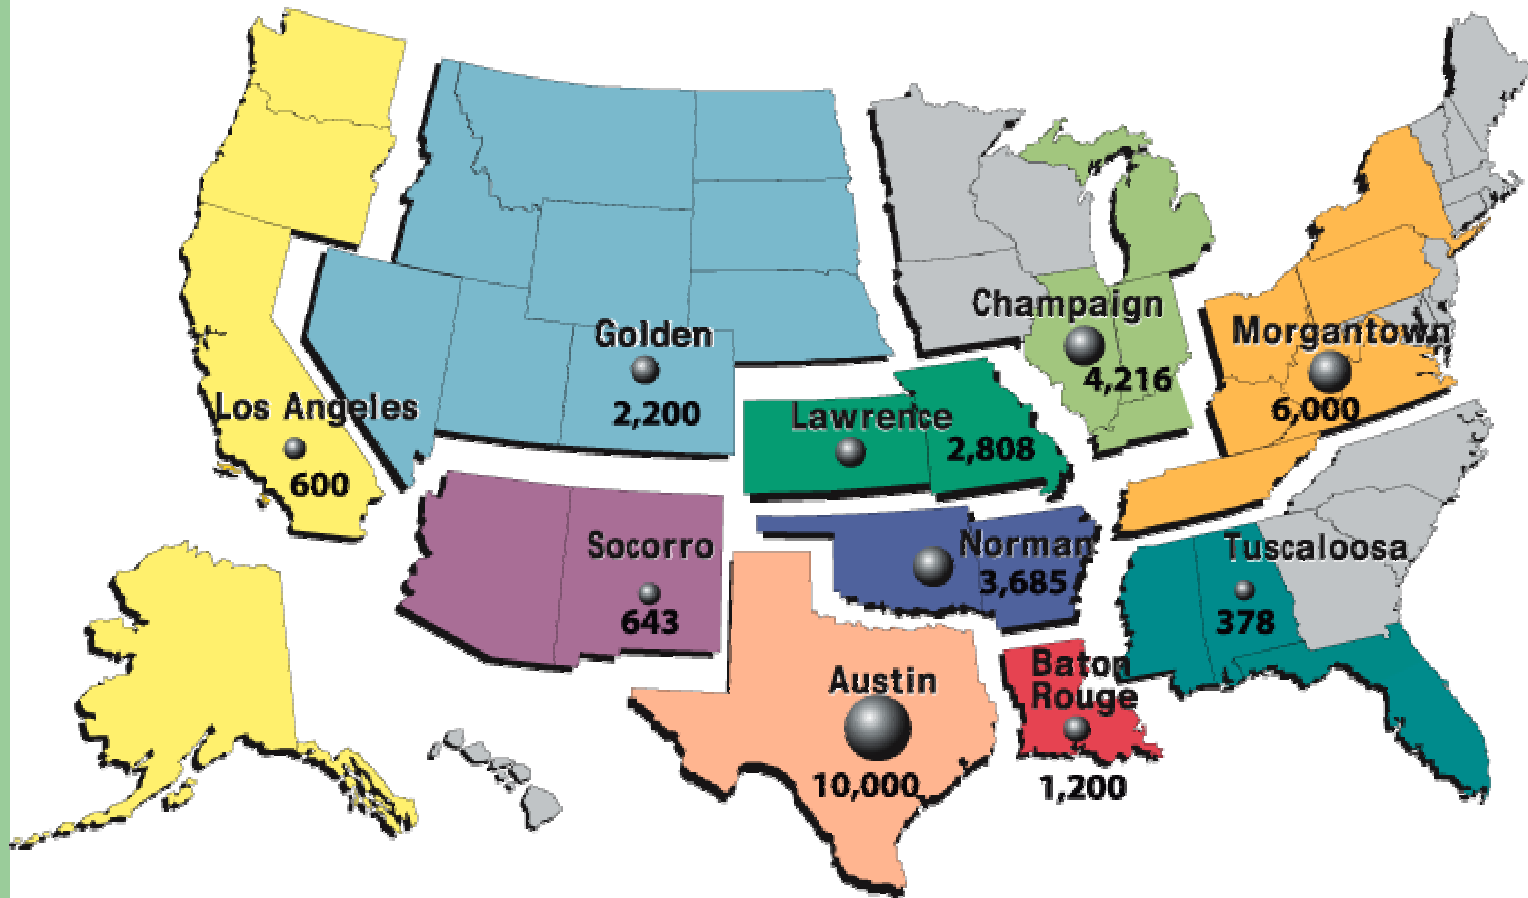 Champaign
4,216
Golden
2,200
Morgantown
6,000
Los Angeles
600
Lawrence
2,808
Socorro
643
Norman
3,685
Tuscaloosa
378
Austin
10,000
Baton
Rouge
1,200